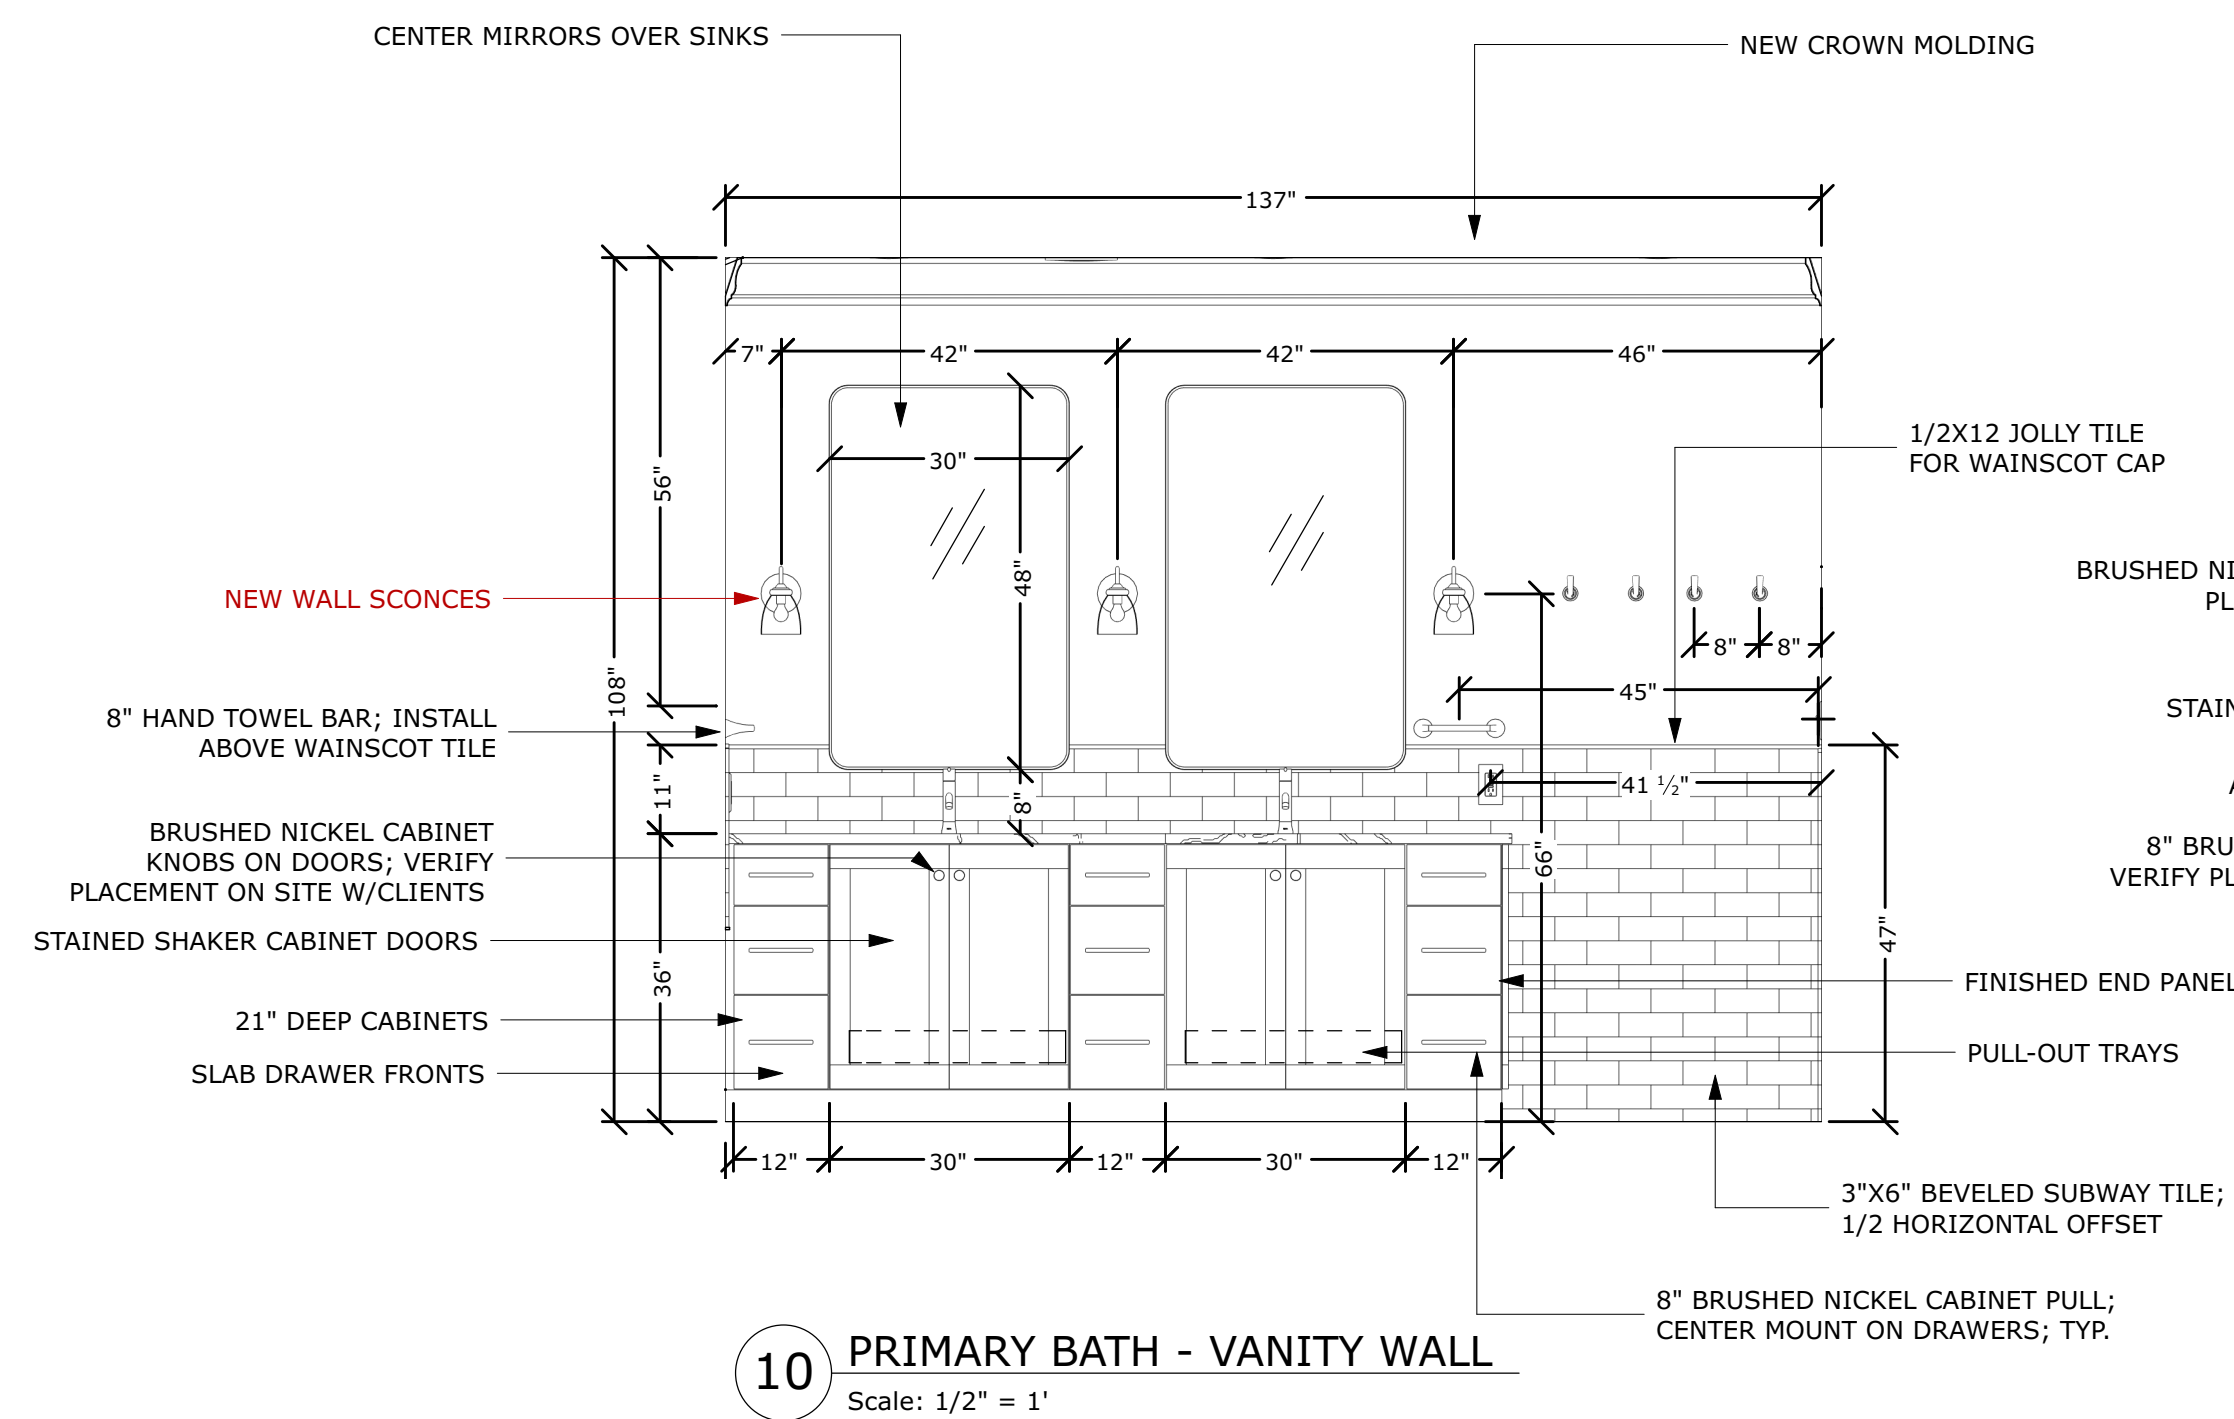 CENTER MIRRORS OVER SINKS
NEW CROWN MOLDING
137"
7"
42"
42"
46"
56"
108"
11"
36"
30"
48"
8"
1/2X12 JOLLY TILE
FOR WAINSCOT CAP
NEW WALL SCONCES
8" HAND TOWEL BAR; INSTALL
ABOVE WAINSCOT TILE
BRUSHED NICKEL CABINET
KNOBS ON DOORS; VERIFY
PLACEMENT ON SITE W/CLIENTS
STAINED SHAKER CABINET DOORS
21" DEEP CABINETS
SLAB DRAWER FRONTS
8"
8"
45"
41 1/2"
66"
47"
BRUSHED NI
PL
STAIN
A
8" BRU
VERIFY PL
FINISHED END PANEL
PULL-OUT TRAYS
12"
30"
12"
30"
12"
3"X6" BEVELED SUBWAY TILE;
1/2 HORIZONTAL OFFSET
8" BRUSHED NICKEL CABINET PULL;
CENTER MOUNT ON DRAWERS; TYP.
10
PRIMARY BATH - VANITY WALL
Scale: 1/2" = 1'